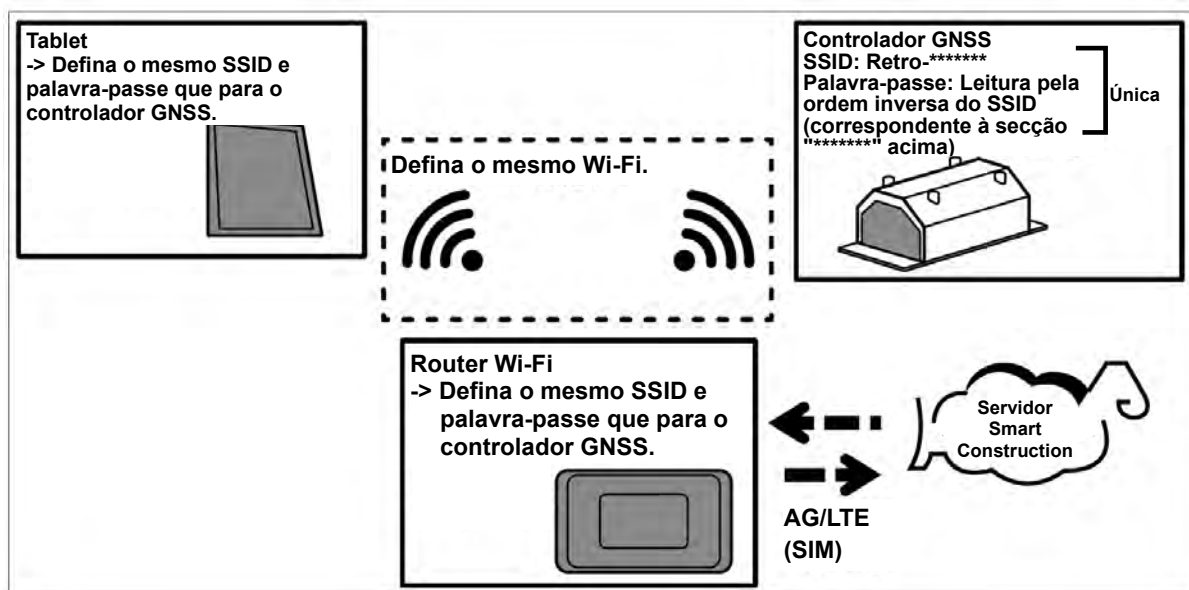 Tablet
-> Defina o mesmo SSID e
palavra-passe que para o
controlador GNSS.
Defina o mesmo Wi-Fi.
Controlador GNSS
SSID: Retro-*******
Palavra-passe: Leitura pela
ordem inversa do SSID
(correspondente à secção
"*******" acima)
Única
Router Wi-Fi
-> Defina o mesmo SSID e
palavra-passe que para o
controlador GNSS.
Servidor
Smart
Construction
AG/LTE
(SIM)